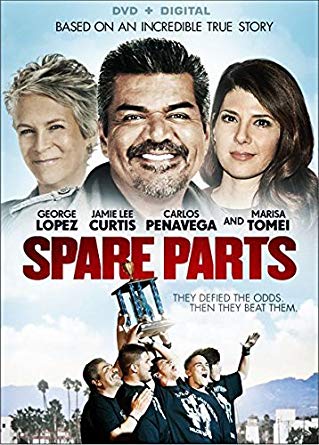 DVD + DIGITAL
BASED ON AN INCREDIBLE TRUE STORY
GEORGE LOPEZ
JAMIE LEE CURTIS
CARLOS PENAVEGA
AND
MARISA TOMEI
SPARE PARTS
THEY DEFIED THE ODDS.
THEN THEY BEAT THEM.